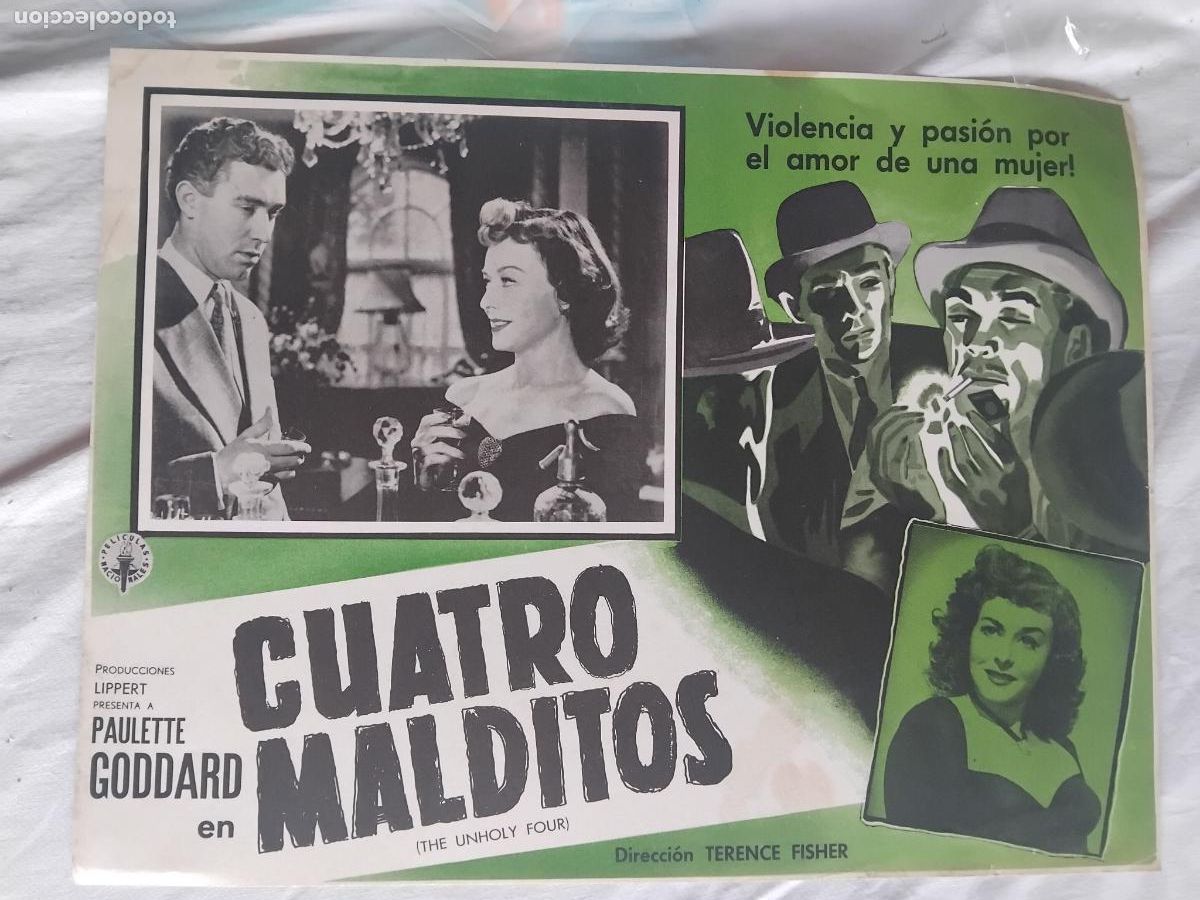 todocoleccion
Violencia y pasión por
el amor de una mujer!
PELICULAS
NACIONALES
PRODUCCIONES
LIPPERT
PRESENTA A
PAULETTE
GODDARD
en
CUATRO
MALDITOS
(THE UNHOLY FOUR)
Dirección TERENCE FISHER